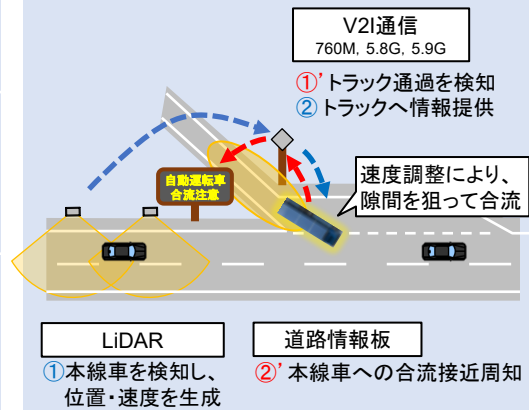 V2I通信
760M, 5.8G, 5.9G
①’トラック通過を検知
② トラックへ情報提供
自動運転車
合流注意
速度調整により、
隙間を狙って合流
LiDAR
①本線車を検知し、
位置・速度を生成
道路情報板
②’ 本線車への合流接近周知